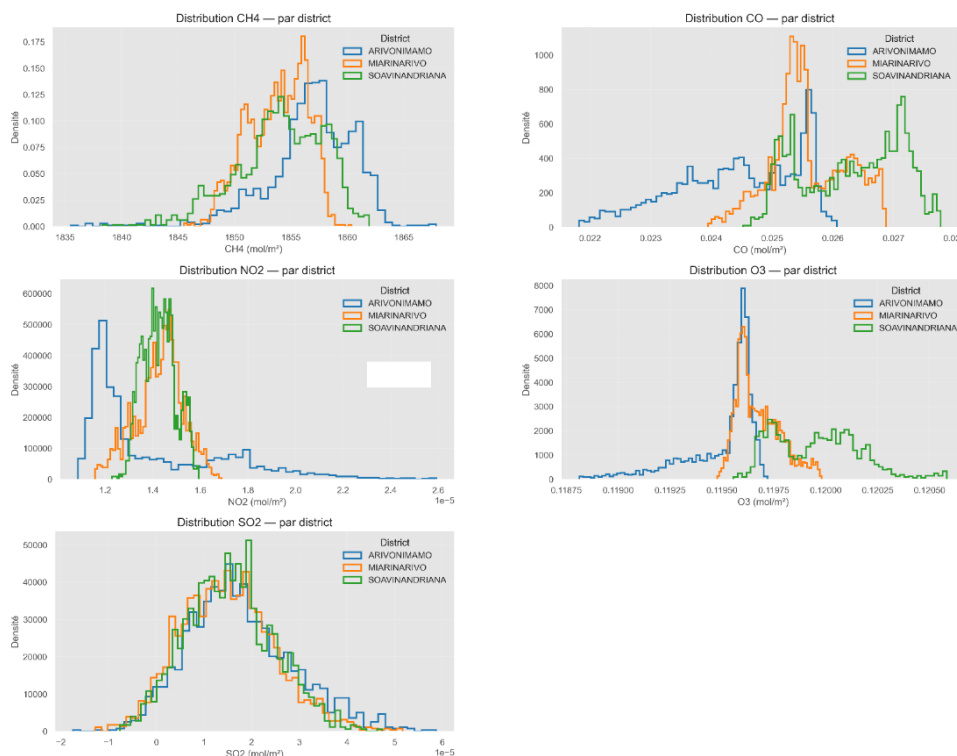 Distribution CH4 — par district
District
ARIVONIMAMO
MIARINARIVO
SOAVINANDRIANA
Densité
0.175
0.150
0.125
0.100
0.075
0.050
0.025
0.000
1835 1840 1845 1850 1855 1860 1865
CH4 (mol/m²)
Distribution CO — par district
District
ARIVONIMAMO
MIARINARIVO
SOAVINANDRIANA
Densité
1000
800
600
400
200
0
0.022 0.023 0.024 0.025 0.026 0.027
CO (mol/m²)
Distribution NO2 — par district
District
ARIVONIMAMO
MIARINARIVO
SOAVINANDRIANA
Densité
600000
500000
400000
300000
200000
100000
0
1.2 1.4 1.6 1.8 2.0 2.2 2.4 2.6
1e-5
NO2 (mol/m²)
Distribution O3 — par district
District
ARIVONIMAMO
MIARINARIVO
SOAVINANDRIANA
Densité
8000
7000
6000
5000
4000
3000
2000
1000
0
0.11875 0.11900 0.11925 0.11950 0.11975 0.12000 0.12025 0.12050
O3 (mol/m²)
Distribution SO2 — par district
District
ARIVONIMAMO
MIARINARIVO
SOAVINANDRIANA
Densité
50000
40000
30000
20000
10000
0
−2 −1 0 1 2 3 4 5 6
1e-5
SO2 (mol/m²)